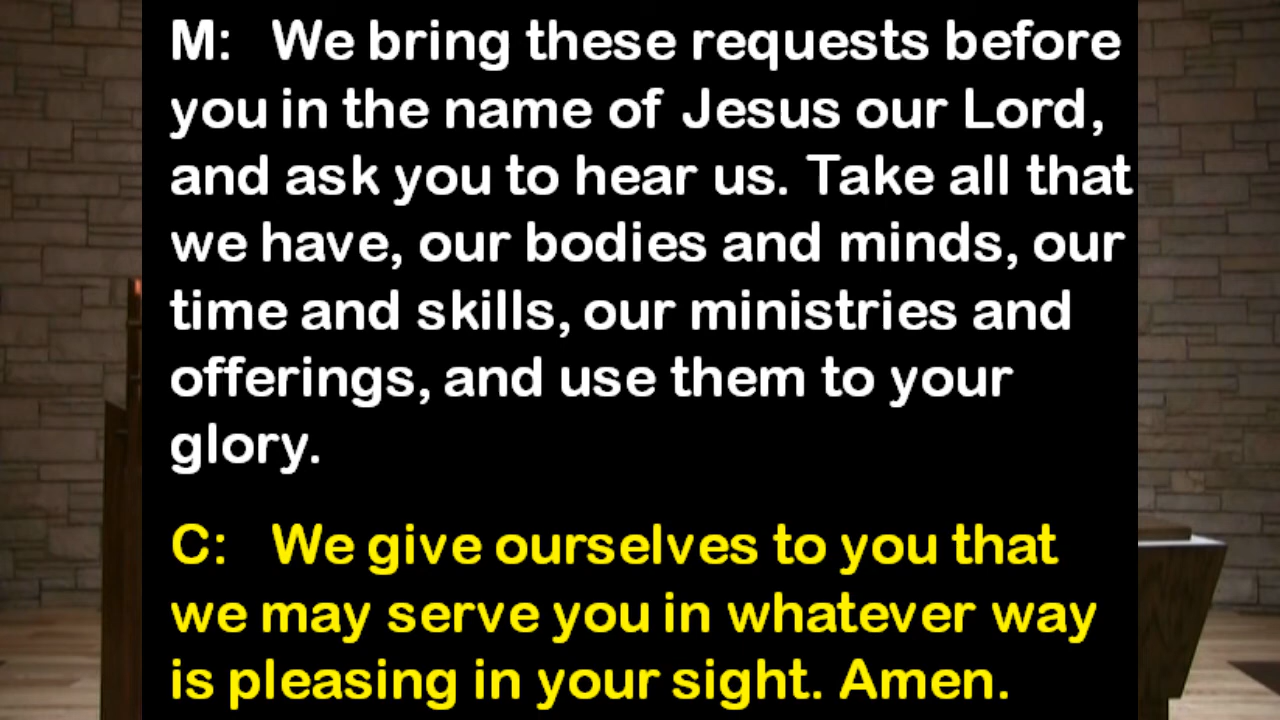 M: We bring these requests before
you in the name of Jesus our Lord,
and ask you to hear us. Take all that
we have, our bodies and minds, our
time and skills, our ministries and
offerings, and use them to your
glory.
C: We give ourselves to you that
we may serve you in whatever way
is pleasing in your sight. Amen.